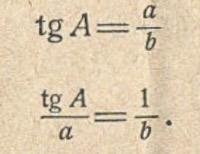 tg A = a/b
tg A/a = 1/b.